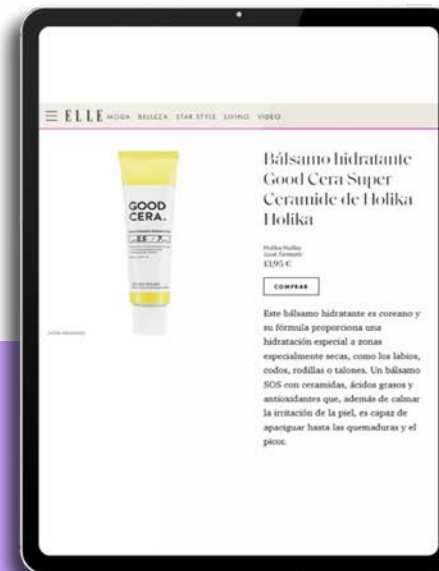 ELLE MODA BELLEZA STAR STYLE LIVING VIDEO
Bálsamo hidratante
Good Cera Super
Ceramide de Holika
Holika
GOOD
CERA.
Holika Holika
13,95 €
COMPRAR
Este bálsamo hidratante es coreano y
su fórmula proporciona una
hidratación especial a zonas
especialmente secas, como los labios,
codos, rodillas o talones. Un bálsamo
SOS con ceramidas, ácidos grasos y
antioxidantes que, además de calmar
la irritación de la piel, es capaz de
apaciguar hasta las quemaduras y el
picor.